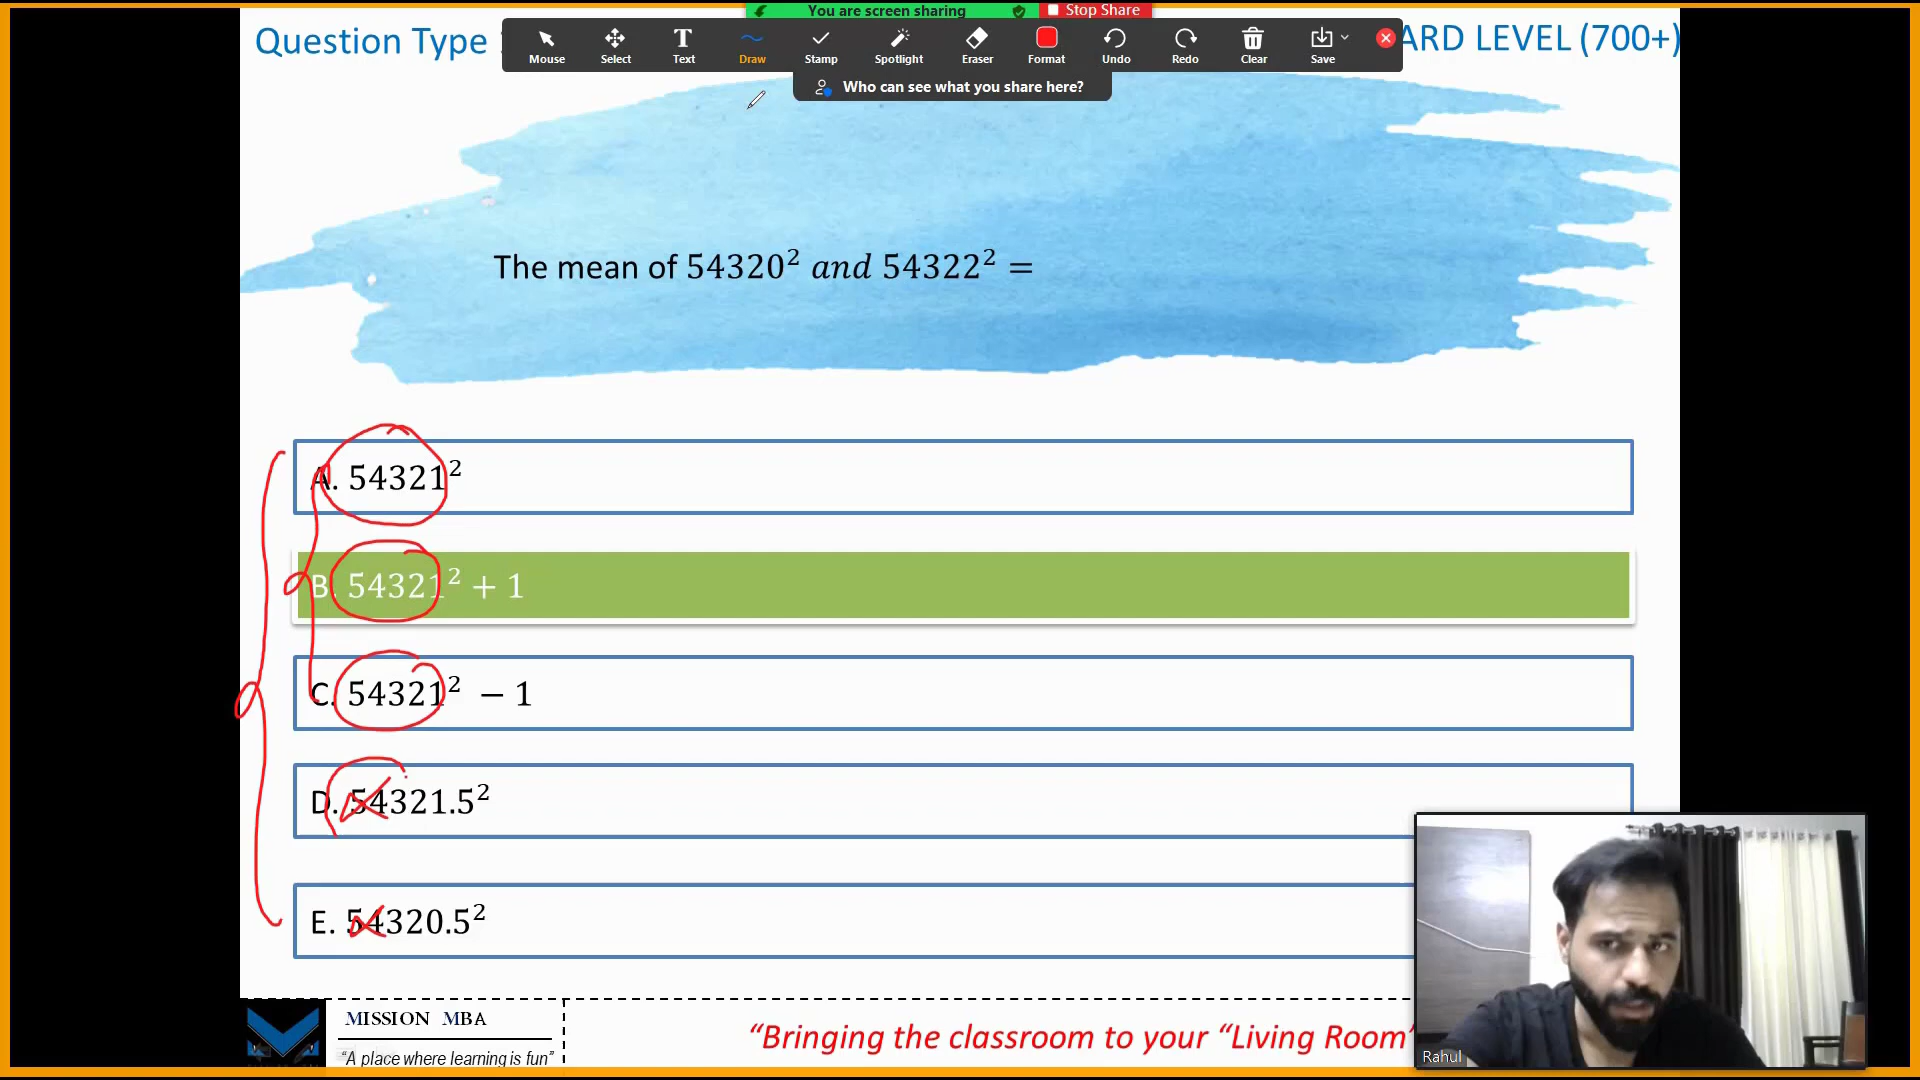 You are screen sharing
Stop Share
Question Type
ARD LEVEL (700+)
Mouse Select Text Draw Stamp Spotlight Eraser Format Undo Redo Clear Save
Who can see what you share here?
The mean of 54320² and 54322² =
A. 54321²
B. 54321² + 1
C. 54321² − 1
D. 54321.5²
E. 54320.5²
MISSION MBA
“A place where learning is fun”
“Bringing the classroom to your “Living Room”
Rahul